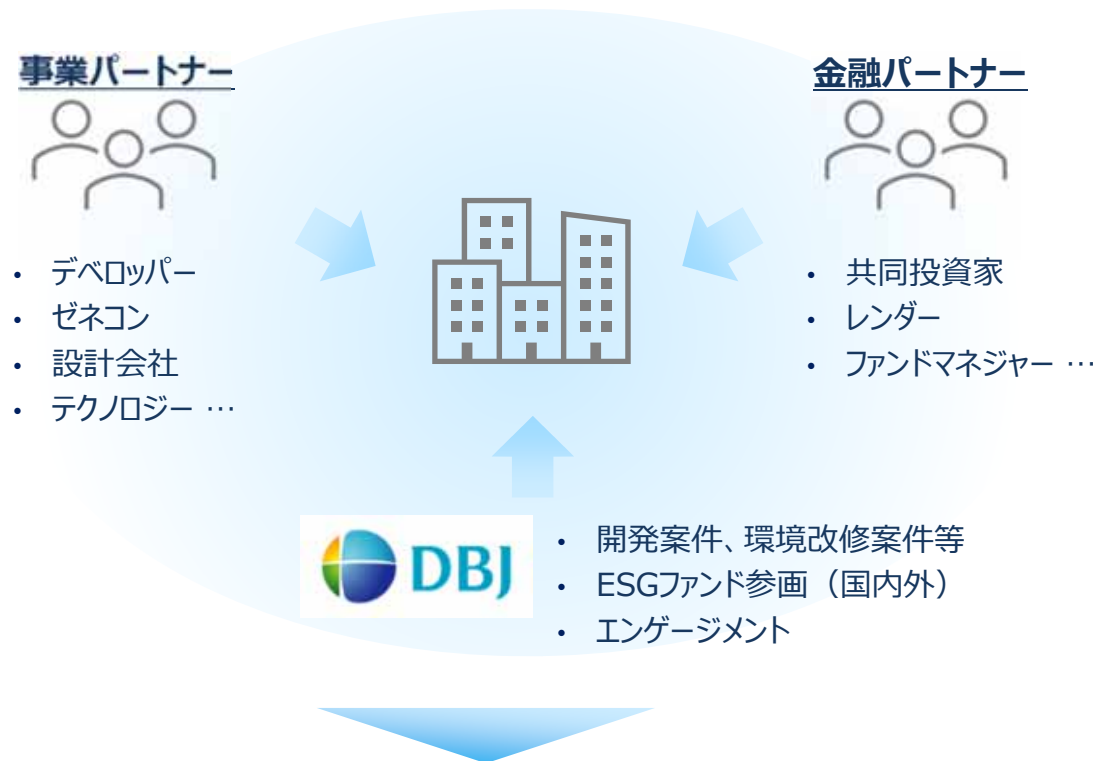 事業パートナー
金融パートナー
• デベロッパー
• ゼネコン
• 設計会社
• テクノロジー …
• 共同投資家
• レンダー
• ファンドマネジャー …
DBJ
• 開発案件、環境改修案件等
• ESGファンド参画（国内外）
• エンゲージメント